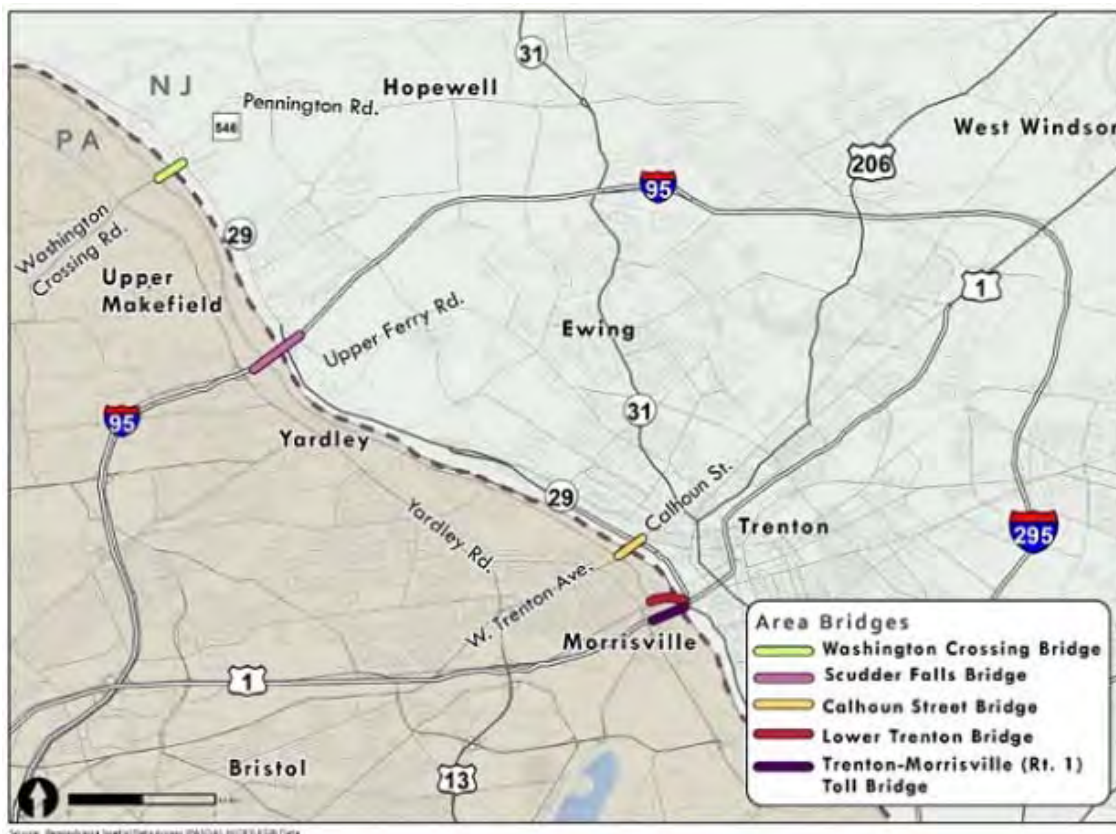 31
NJ
Hopewell
Pennington Rd.
546
PA
West Windsor
206
95
29
Washington
Crossing Rd.
Upper
Makefield
1
Upper Ferry Rd.
Ewing
95
31
Yardley
29
Calhoun St.
Yardley Rd.
Trenton
295
W. Trenton Ave.
Morrisville
1
Bristol
13
Area Bridges
Washington Crossing Bridge
Scudder Falls Bridge
Calhoun Street Bridge
Lower Trenton Bridge
Trenton-Morrisville (Rt. 1)
Toll Bridge